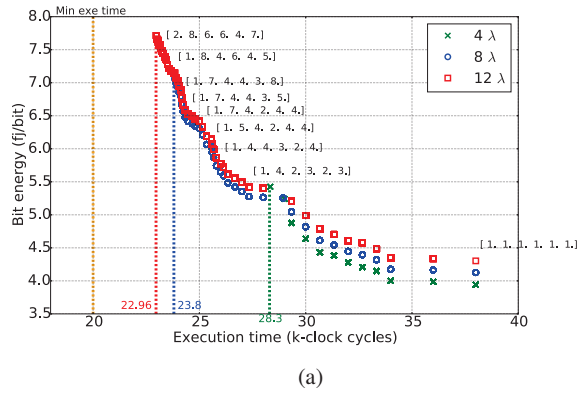 Min exe time
8.0
7.5
7.0
6.5
6.0
5.5
5.0
4.5
4.0
3.5
Bit energy (fj/bit)
[ 2. 8. 6. 6. 4. 7.]
[ 1. 8. 4. 6. 4. 5.]
[ 1. 7. 4. 4. 3. 8.]
[ 1. 7. 4. 4. 3. 5.]
[ 1. 7. 4. 2. 4. 4.]
[ 1. 5. 4. 2. 4. 4.]
[ 1. 4. 4. 3. 2. 4.]
[ 1. 4. 2. 3. 2. 3.]
[ 1. 1. 1. 1. 1. 1.]
4 λ
8 λ
12 λ
22.96
23.8
28.3
20 25 30 35 40
Execution time (k-clock cycles)
(a)